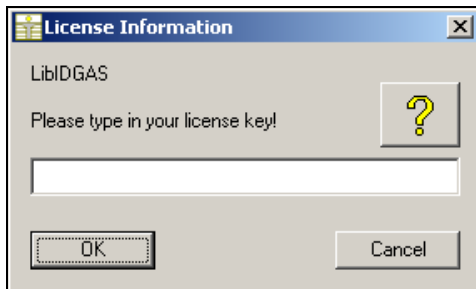 License Information
LibIDGAS
Please type in your license key!
?
OK
Cancel